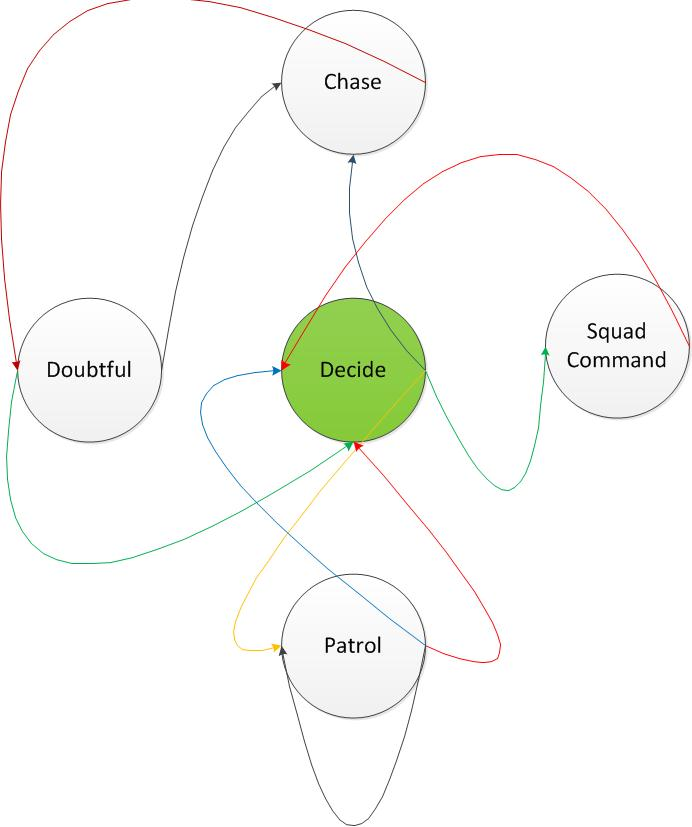 Chase
Doubtful
Decide
Squad
Command
Patrol